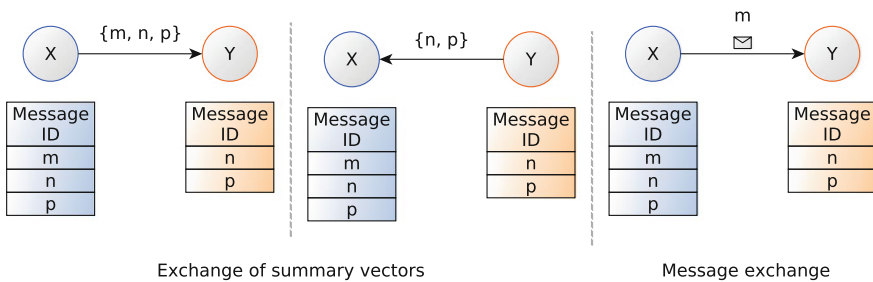 {m, n, p}
X
Y
Message
ID
m
n
p
Message
ID
n
p
{n, p}
X
Y
Message
ID
m
n
p
Message
ID
n
p
Exchange of summary vectors
m
X
Y
Message
ID
m
n
p
Message
ID
n
p
Message exchange